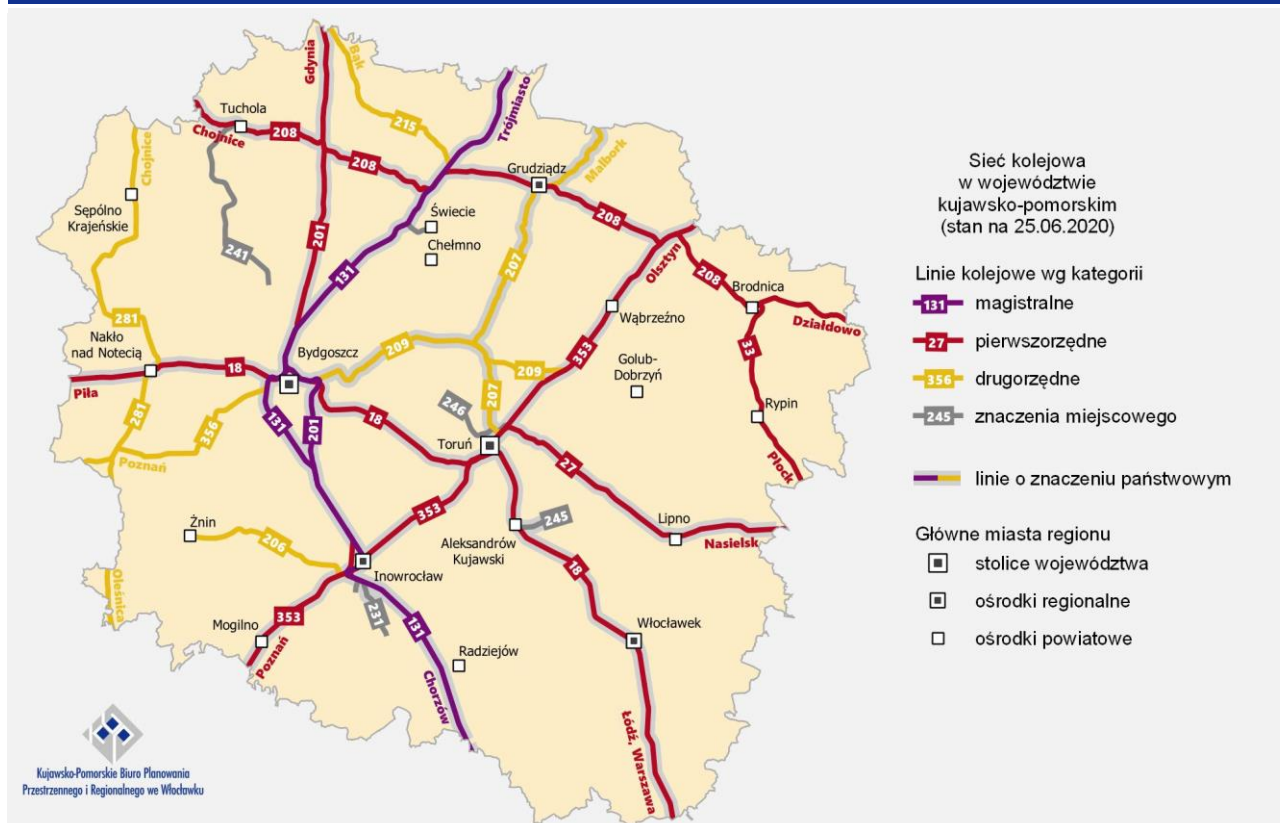 Sieć kolejowa
w województwie
kujawsko-pomorskim
(stan na 25.06.2020)
Linie kolejowe wg kategorii
131 magistralne
27 pierwszorzędne
356 drugorzędne
245 znaczenia miejscowego
linie o znaczeniu państwowym
Główne miasta regionu
stolice województwa
ośrodki regionalne
ośrodki powiatowe
Gdynia
Bąk
Trójmiasto
Tuchola
Chojnice
208
215
208
Chojnice
Grudziądz
Malbork
Sępólno
Krajeńskie
Świecie
208
201
241
Chełmno
207
Olsztyn
131
208
Brodnica
281
Wąbrzeźno
Działdowo
Nakło
nad Notecią
Bydgoszcz
209
353
33
18
209
Golub-
Dobrzyń
Piła
281
131
201
356
18
246
207
Rypin
Toruń
Poznań
27
Płock
353
245
Lipno
Żnin
206
Aleksandrów
Kujawski
Nasielsk
18
Inowrocław
Oleśnica
231
353
131
Mogilno
Włocławek
Poznań
Radziejów
Chorzów
Łódź, Warszawa
Kujawsko-Pomorskie Biuro Planowania
Przestrzennego i Regionalnego we Włocławku